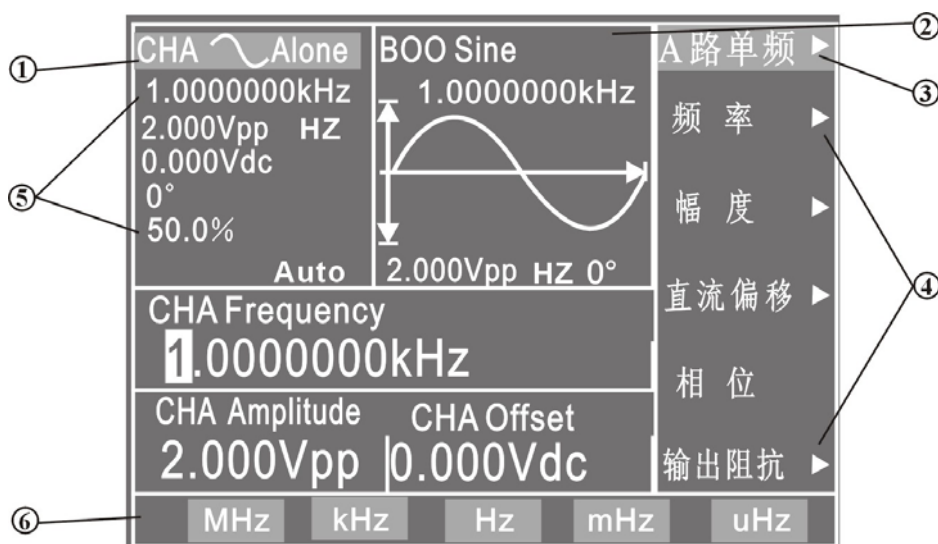 ①
CHA Alone
1.0000000kHz
2.000Vpp HZ
0.000Vdc
0°
50.0%
Auto
⑤
②
BOO Sine
1.0000000kHz
2.000Vpp HZ 0°
A路单频
③
频 率
幅 度
直流偏移
④
相 位
输出阻抗
CHA Frequency
1.0000000kHz
CHA Amplitude
2.000Vpp
CHA Offset
0.000Vdc
⑥
MHz kHz Hz mHz uHz